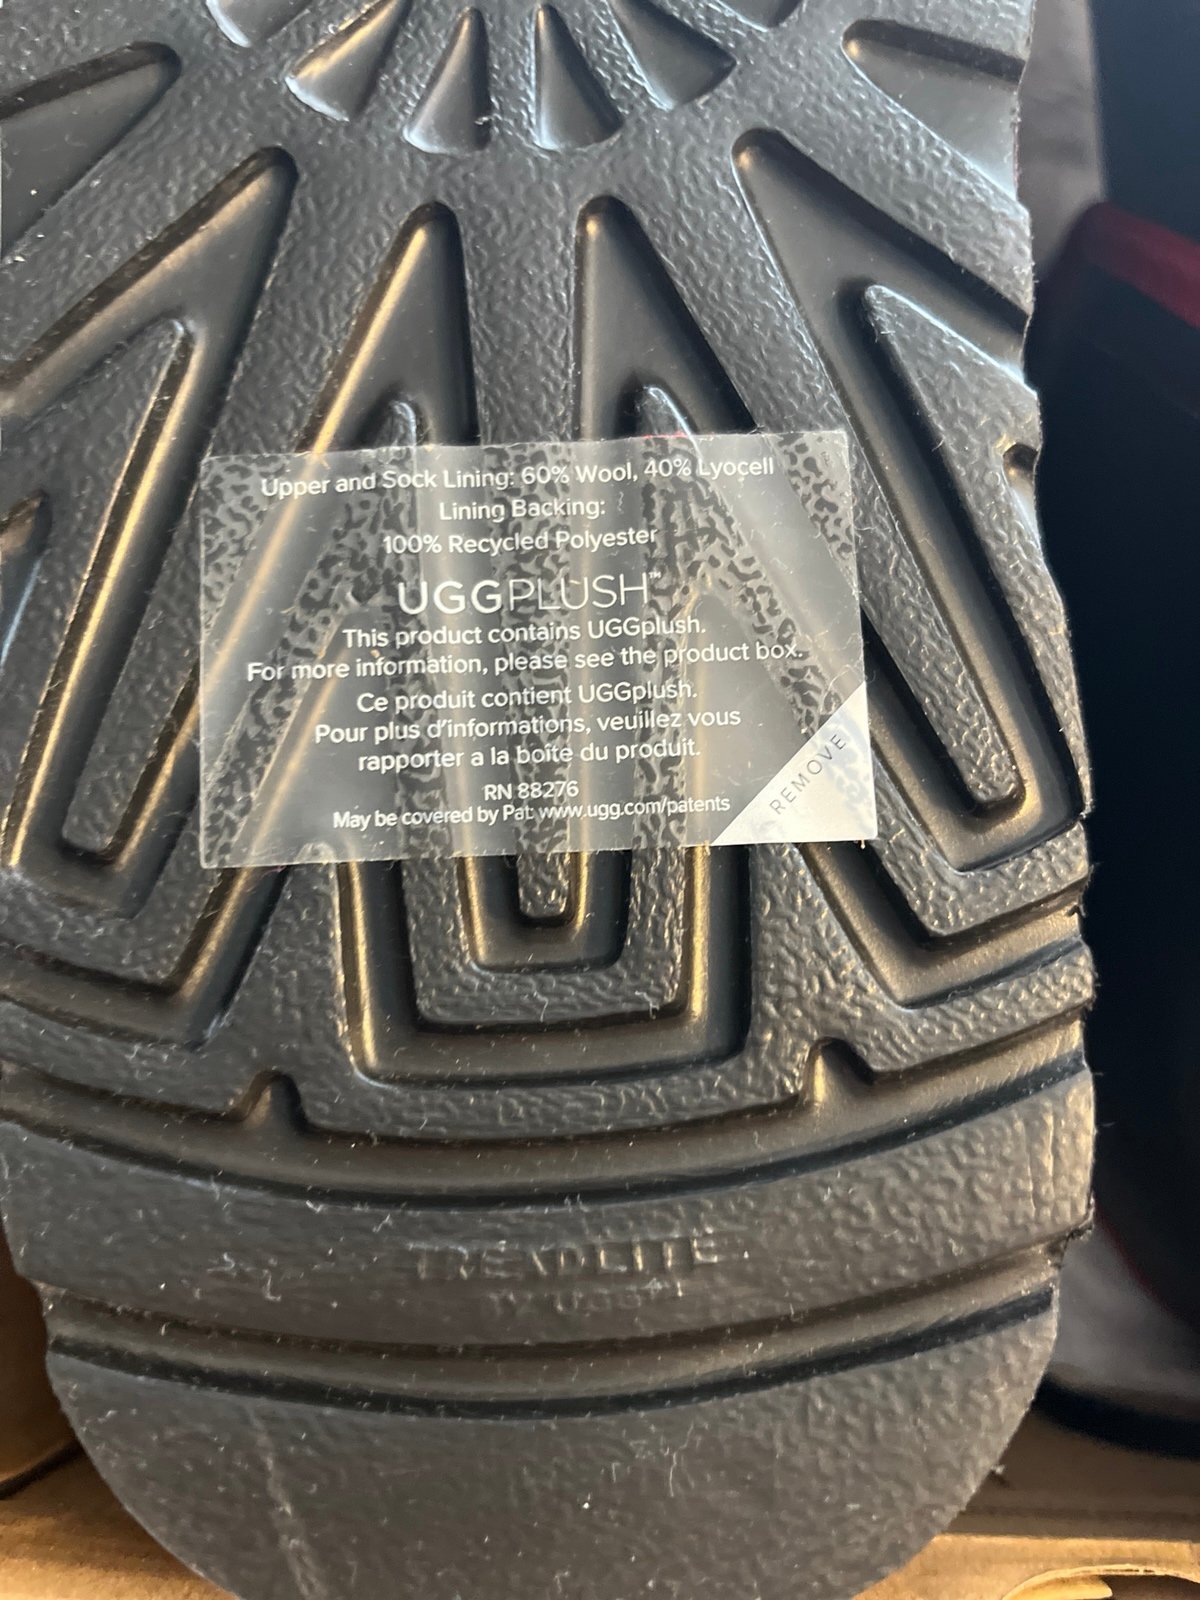 Upper and Sock Lining: 60% Wool, 40% Lyocell
Lining Backing:
100% Recycled Polyester
UGGPLUSH™
This product contains UGGplush.
For more information, please see the product box.
Ce produit contient UGGplush.
Pour plus d'informations, veuillez vous
rapporter a la boîte du produit.
RN 88276
May be covered by Pat: www.ugg.com/patents
REMOVE
TREADLITE